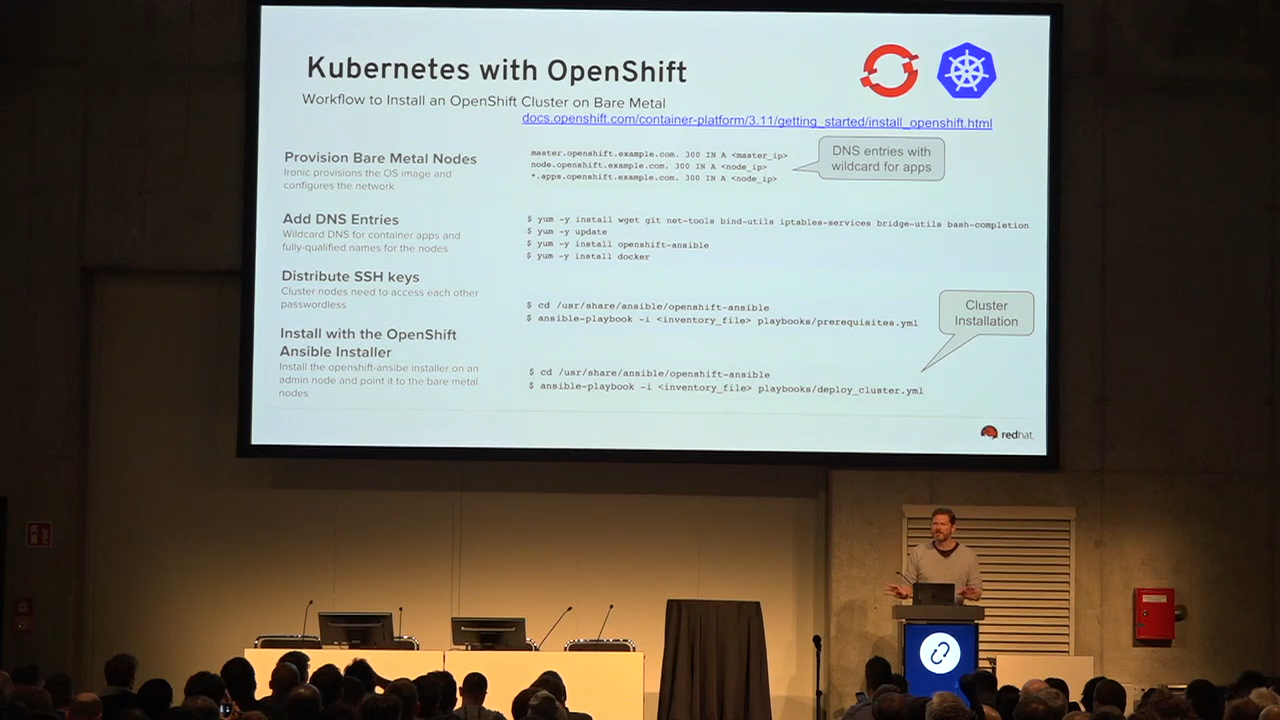 Kubernetes with OpenShift
Workflow to Install an OpenShift Cluster on Bare Metal
docs.openshift.com/container-platform/3.11/getting_started/install_openshift.html
Provision Bare Metal Nodes
Ironic provisions the OS image and
configures the network
master.openshift.example.com. 300 IN A <master_ip>
node.openshift.example.com. 300 IN A <node_ip>
*.apps.openshift.example.com. 300 IN A <node_ip>
DNS entries with
wildcard for apps
Add DNS Entries
Wildcard DNS for container apps and
fully-qualified names for the nodes
$ yum -y install wget git net-tools bind-utils iptables-services bridge-utils bash-completion
$ yum -y update
$ yum -y install openshift-ansible
$ yum -y install docker
Distribute SSH keys
Cluster nodes need to access each other
passwordless
$ cd /usr/share/ansible/openshift-ansible
$ ansible-playbook -i <inventory_file> playbooks/prerequisites.yml
Cluster
Installation
Install with the OpenShift
Ansible Installer
Install the openshift-ansibe installer on an
admin node and point it to the bare metal
nodes
$ cd /usr/share/ansible/openshift-ansible
$ ansible-playbook -i <inventory_file> playbooks/deploy_cluster.yml
redhat